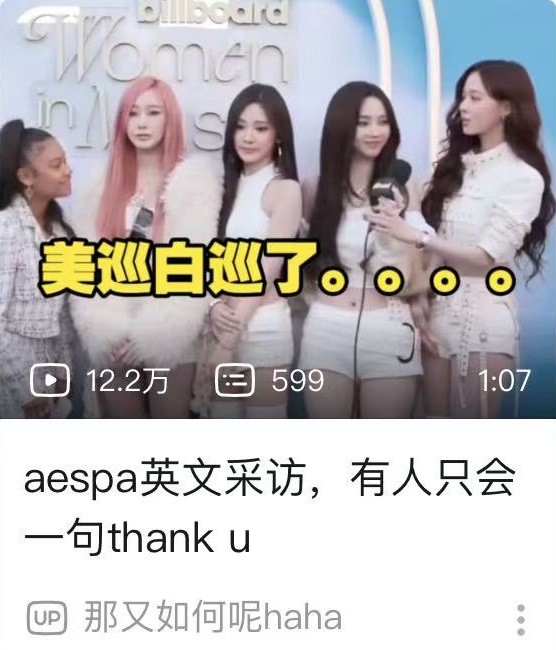 billboard
Women
in
美巡白巡了。。。。
12.2万
599
1:07
aespa英文采访，有人只会
一句thank u
UP 那又如何呢haha